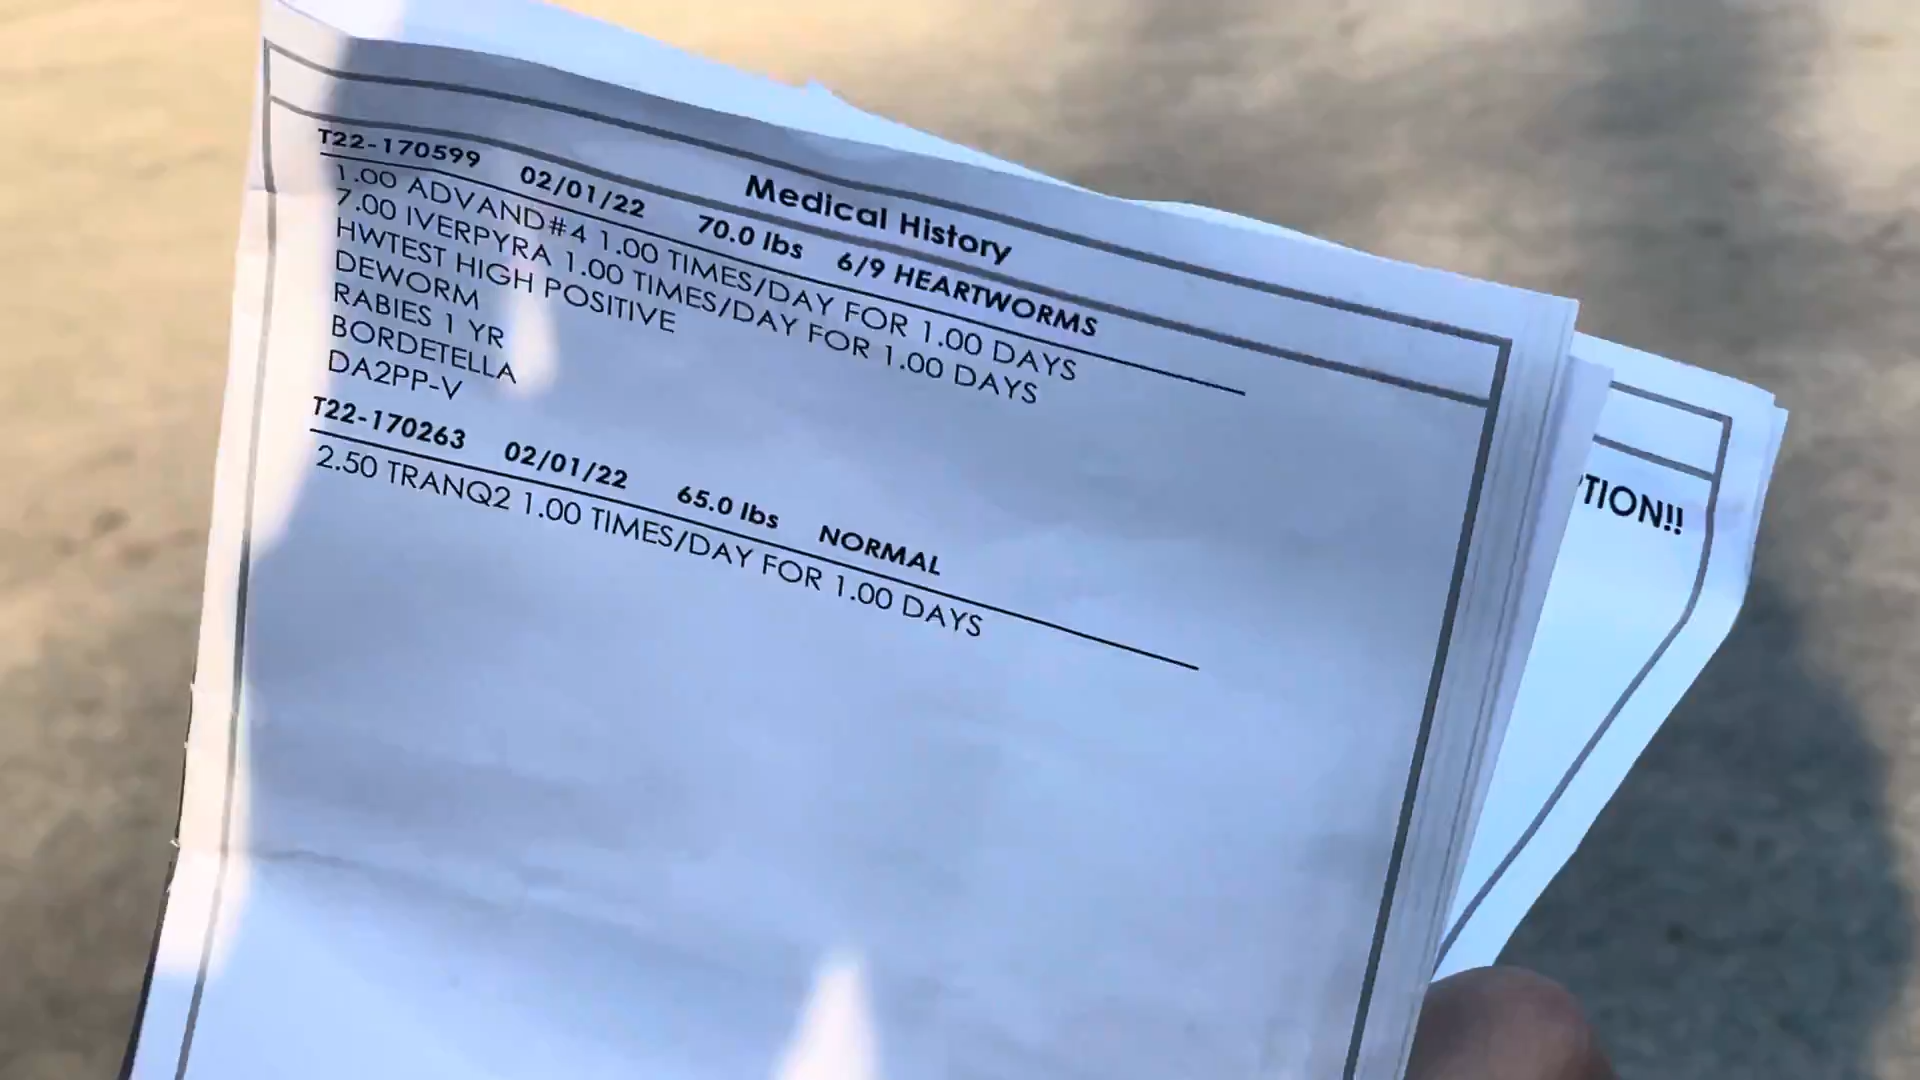 Medical History
T22-170599 02/01/22 70.0 lbs 6/9 HEARTWORMS
1.00 ADVAND#4 1.00 TIMES/DAY FOR 1.00 DAYS
7.00 IVERPYRA 1.00 TIMES/DAY FOR 1.00 DAYS
HWTEST HIGH POSITIVE
DEWORM
RABIES 1 YR
BORDETELLA
DA2PP-V
T22-170263 02/01/22 65.0 lbs NORMAL
2.50 TRANQ2 1.00 TIMES/DAY FOR 1.00 DAYS
TION!!